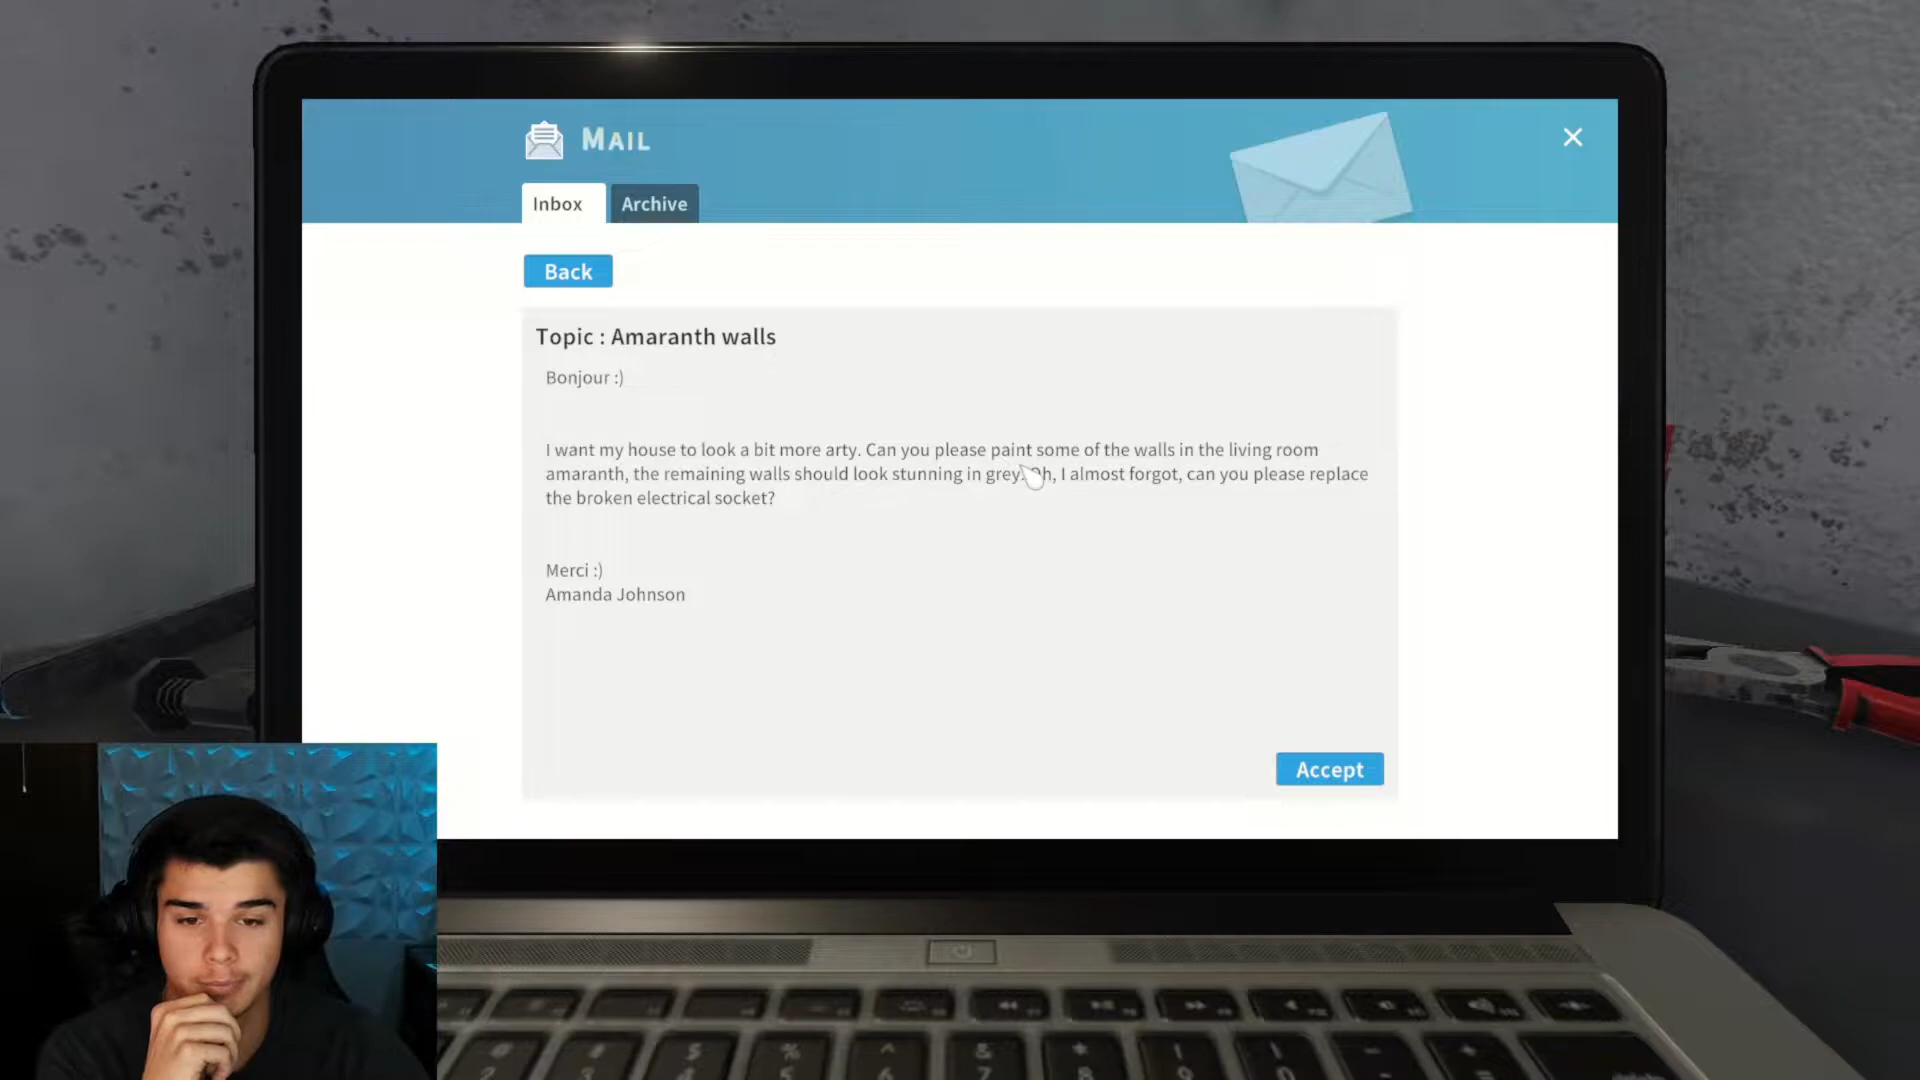 MAIL
Inbox
Archive
Back
Topic : Amaranth walls
Bonjour :)
I want my house to look a bit more arty. Can you please paint some of the walls in the living room
amaranth, the remaining walls should look stunning in grey. Oh, I almost forgot, can you please replace
the broken electrical socket?
Merci :)
Amanda Johnson
Accept